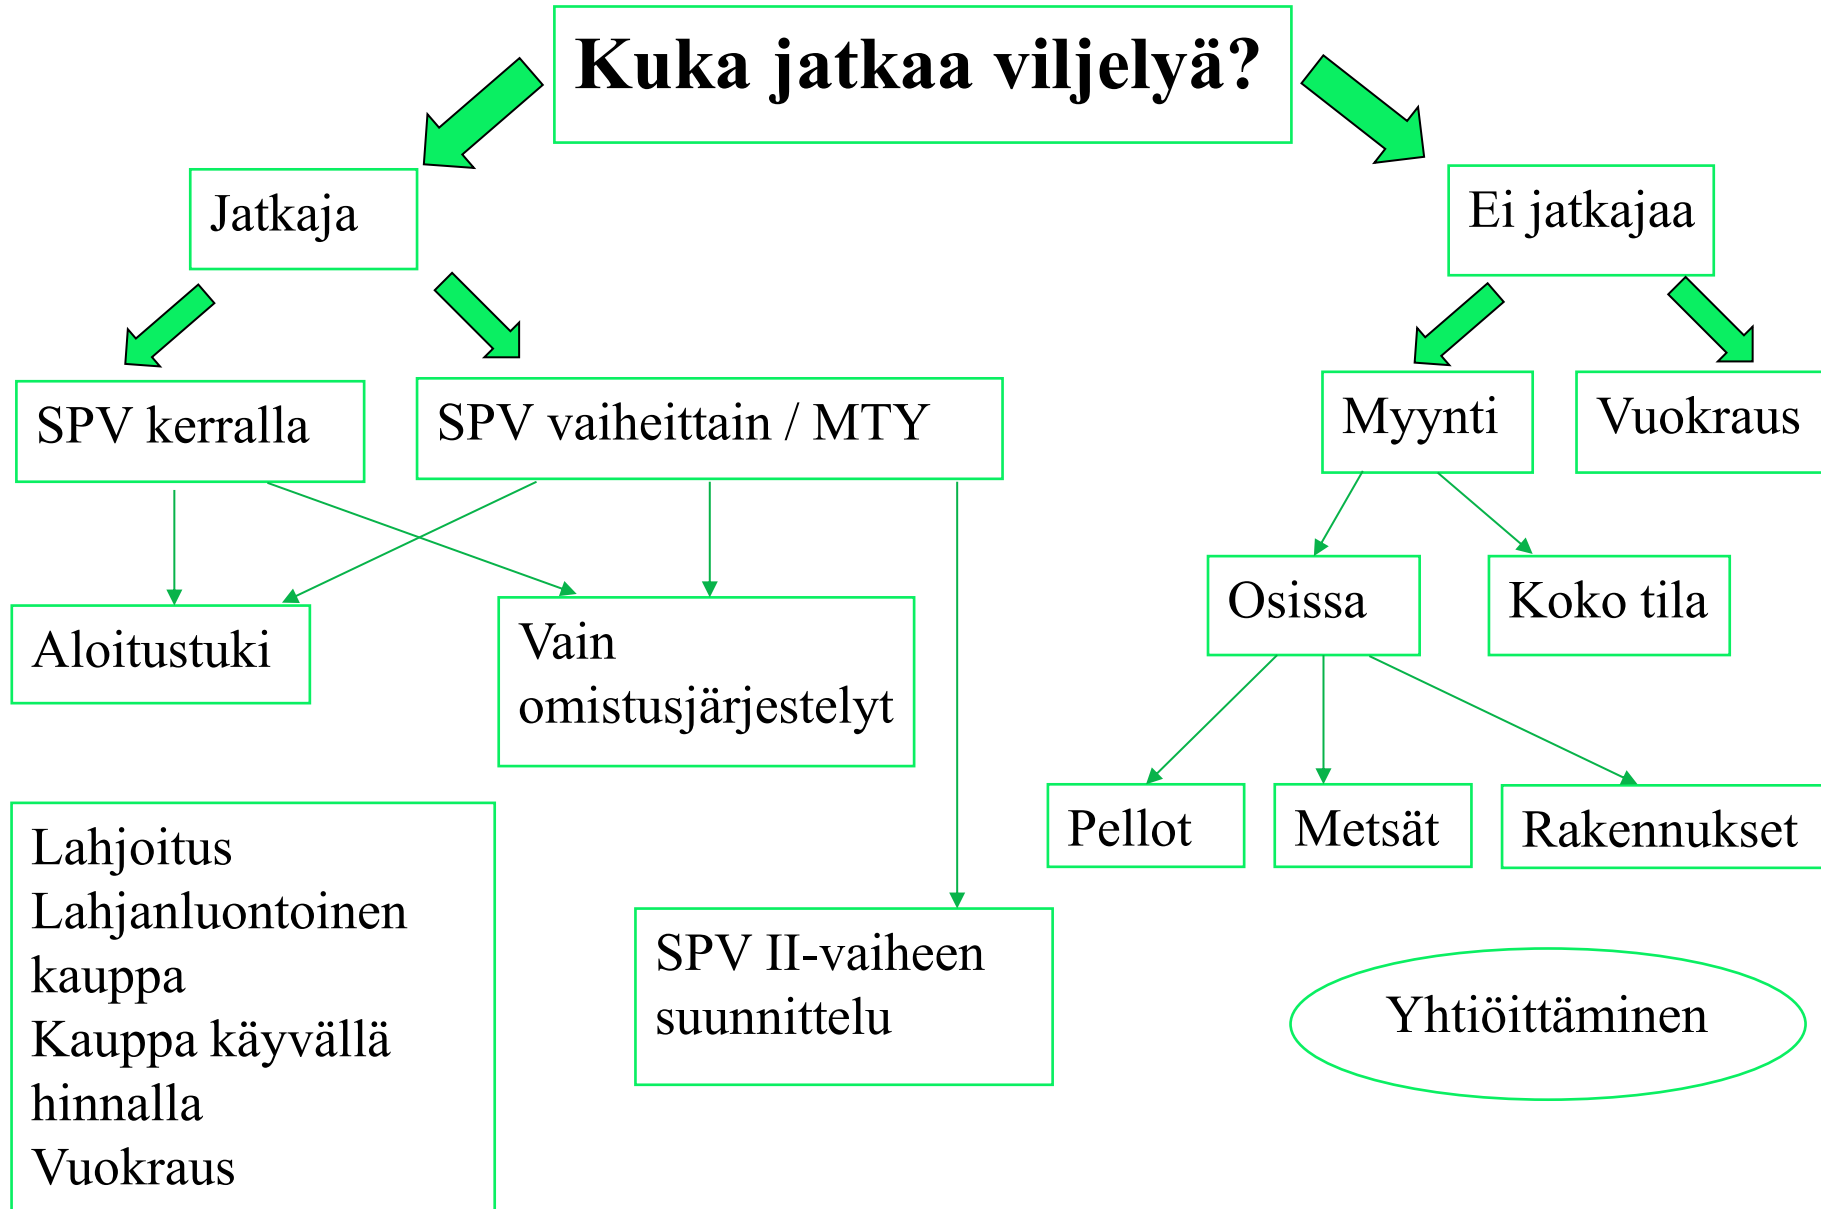 Kuka jatkaa viljelyä?
Jatkaja
Ei jatkajaa
SPV kerralla
SPV vaiheittain / MTY
Myynti
Vuokraus
Osissa
Koko tila
Aloitustuki
Vain
omistusjärjestelyt
Pellot
Metsät
Rakennukset
Lahjoitus
Lahjanluontoinen
kauppa
Kauppa käyvällä
hinnalla
Vuokraus
SPV II-vaiheen
suunnittelu
Yhtiöittäminen